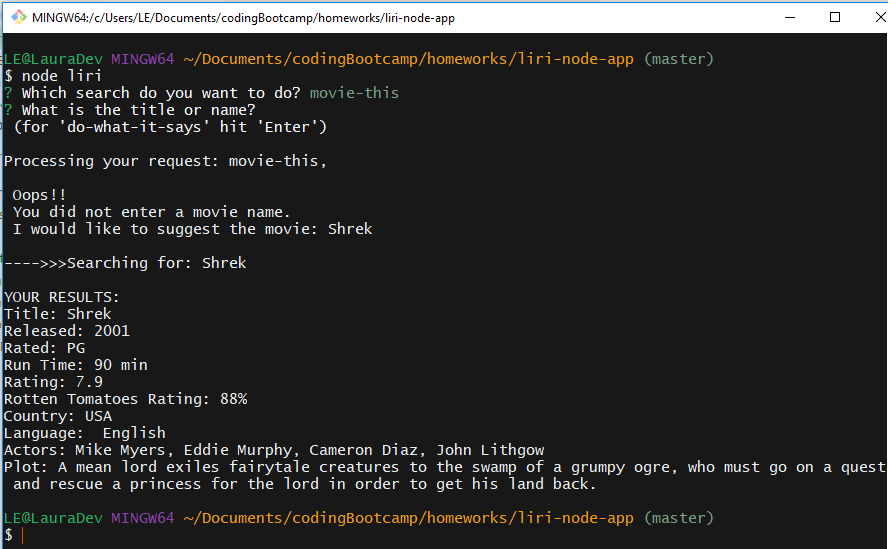 MINGW64:/c/Users/LE/Documents/codingBootcamp/homeworks/liri-node-app
LE@LauraDev MINGW64 ~/Documents/codingBootcamp/homeworks/liri-node-app (master)
$ node liri
? Which search do you want to do? movie-this
? What is the title or name?
(for 'do-what-it-says' hit 'Enter')
Processing your request: movie-this,
Oops!!
You did not enter a movie name.
I would like to suggest the movie: Shrek
---->>>Searching for: Shrek
YOUR RESULTS:
Title: Shrek
Released: 2001
Rated: PG
Run Time: 90 min
Rating: 7.9
Rotten Tomatoes Rating: 88%
Country: USA
Language:  English
Actors: Mike Myers, Eddie Murphy, Cameron Diaz, John Lithgow
Plot: A mean lord exiles fairytale creatures to the swamp of a grumpy ogre, who must go on a quest
and rescue a princess for the lord in order to get his land back.
LE@LauraDev MINGW64 ~/Documents/codingBootcamp/homeworks/liri-node-app (master)
$